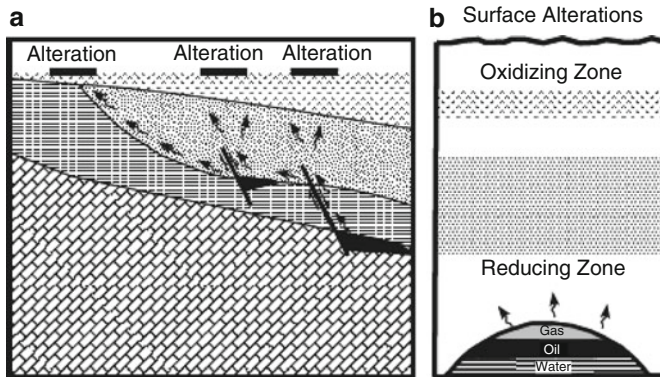 a
Alteration Alteration Alteration
b
Surface Alterations
Oxidizing Zone
Reducing Zone
Gas
Oil
Water